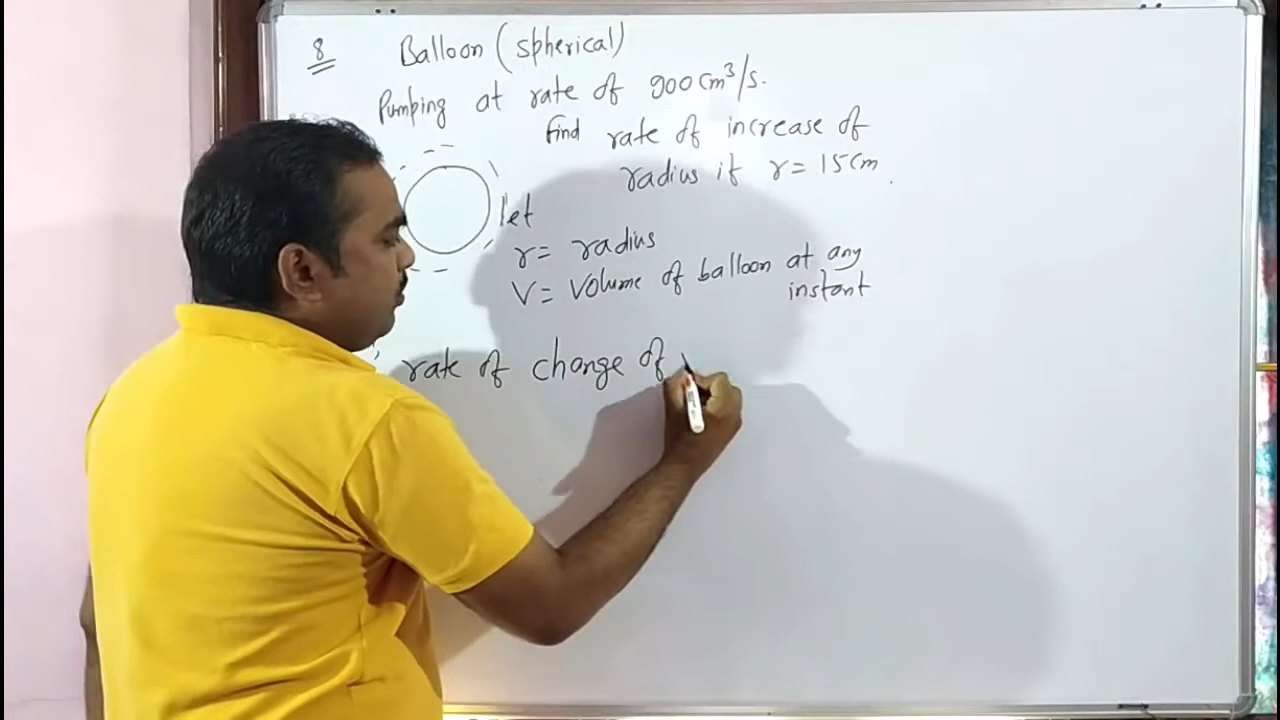 8
Balloon (spherical)
Pumping at rate of 900 cm³/s.
Find rate of increase of
radius if r = 15 cm.
let
r = radius
V = Volume of balloon at any
instant
rate of change of